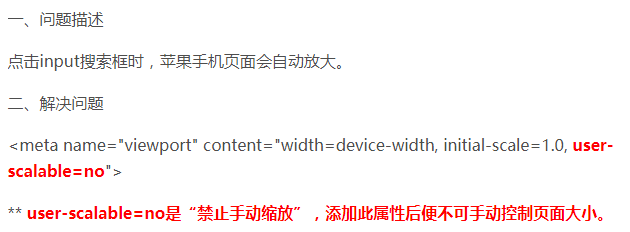 一、问题描述
点击input搜索框时，苹果手机页面会自动放大。
二、解决问题
<meta name="viewport" content="width=device-width, initial-scale=1.0, user-
scalable=no">
** user-scalable=no是“禁止手动缩放”，添加此属性后便不可手动控制页面大小。